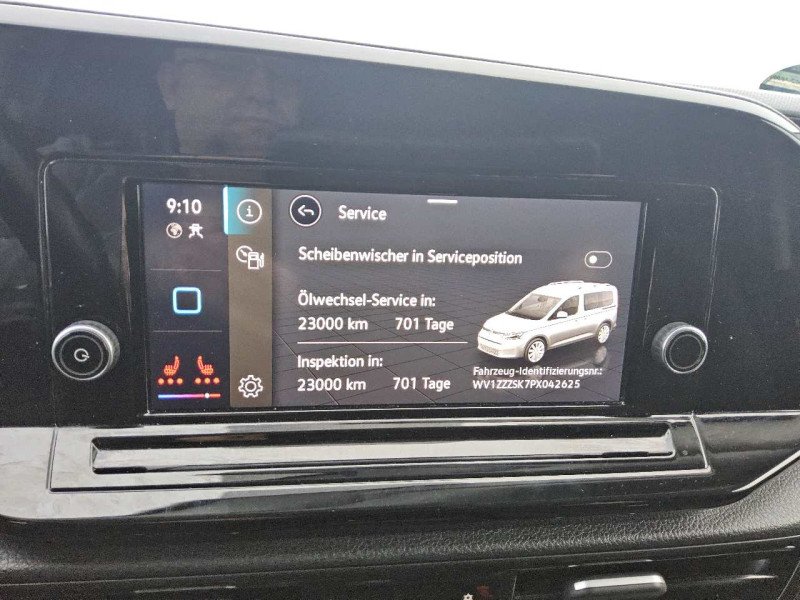 9:10
Service
Scheibenwischer in Serviceposition
Ölwechsel-Service in:
23000 km 701 Tage
Inspektion in:
23000 km 701 Tage
Fahrzeug-Identifizierungsnr.:
WV1ZZZSK7PX042625